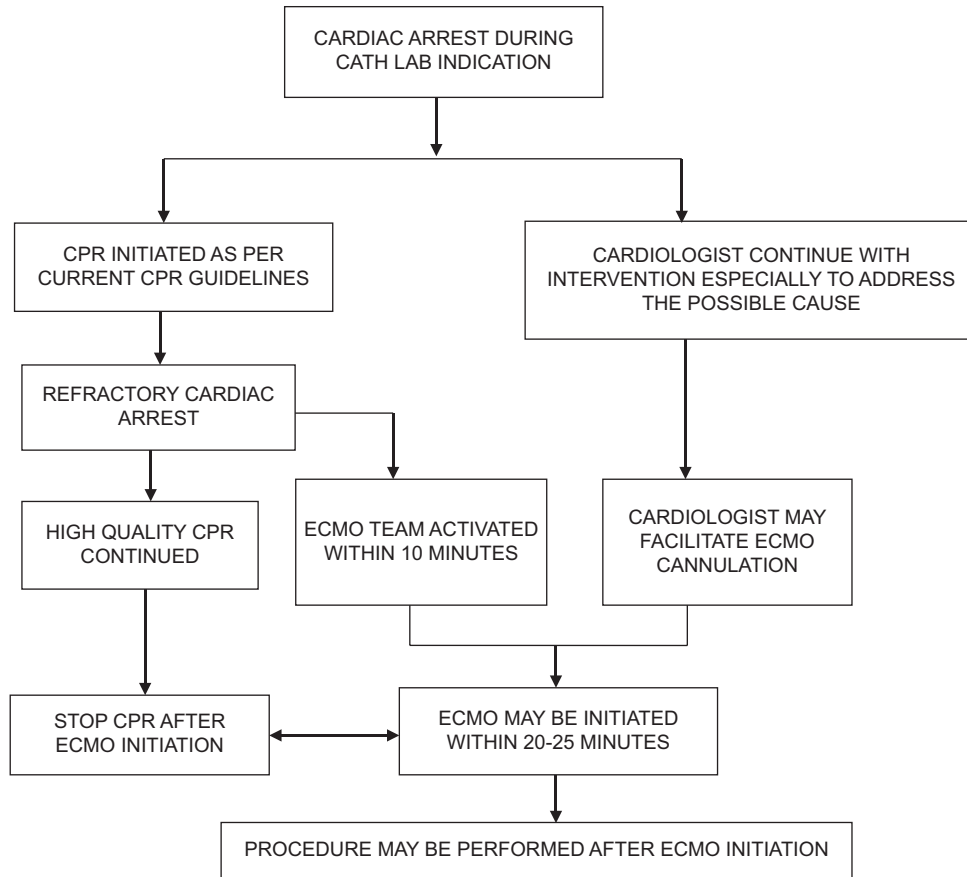 CARDIAC ARREST DURING
CATH LAB INDICATION
CPR INITIATED AS PER
CURRENT CPR GUIDELINES
CARDIOLOGIST CONTINUE WITH
INTERVENTION ESPECIALLY TO ADDRESS
THE POSSIBLE CAUSE
REFRACTORY CARDIAC
ARREST
HIGH QUALITY CPR
CONTINUED
ECMO TEAM ACTIVATED
WITHIN 10 MINUTES
CARDIOLOGIST MAY
FACILITATE ECMO
CANNULATION
STOP CPR AFTER
ECMO INITIATION
ECMO MAY BE INITIATED
WITHIN 20-25 MINUTES
PROCEDURE MAY BE PERFORMED AFTER ECMO INITIATION